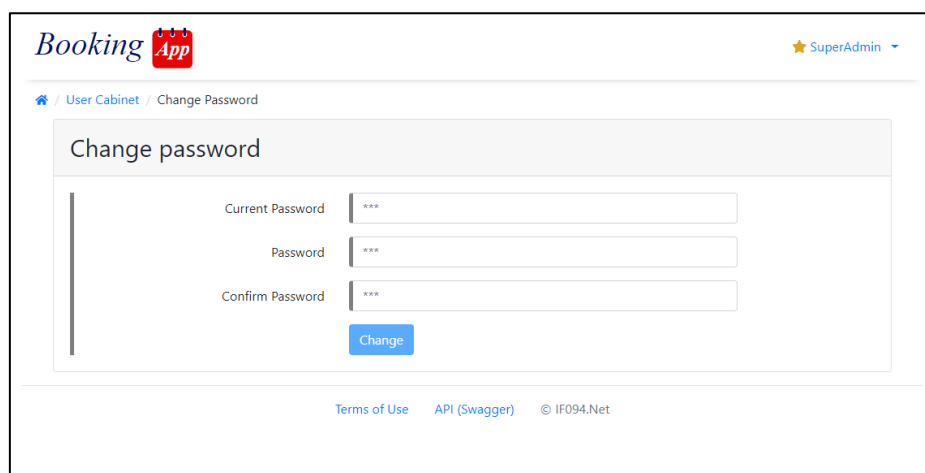 Booking App
SuperAdmin
/ User Cabinet / Change Password
Change password
Current Password ***
Password ***
Confirm Password ***
Change
Terms of Use API (Swagger) © IF094.Net